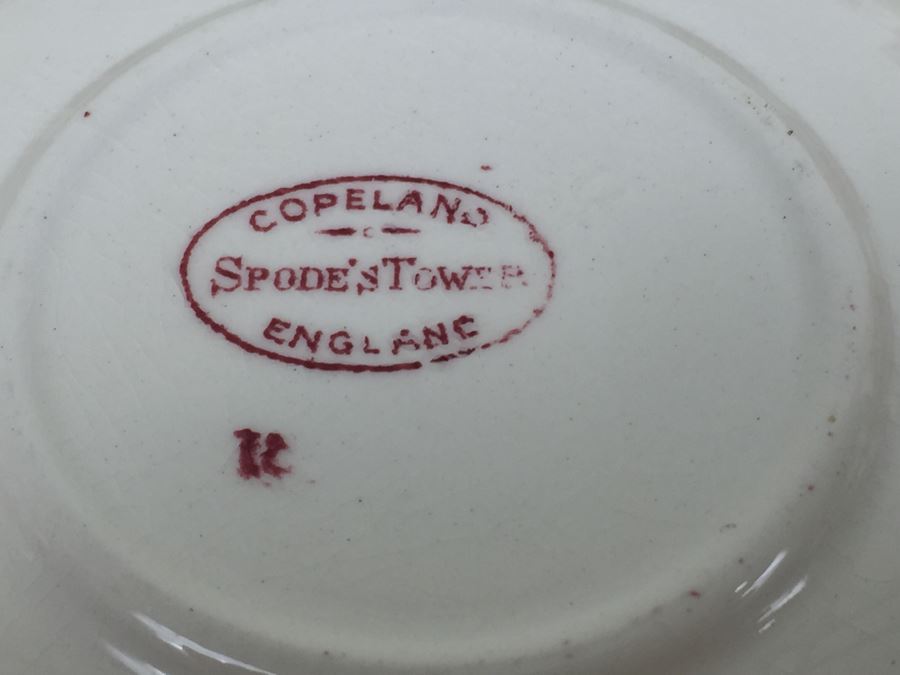 COPELAND
SPODE'S TOWER
ENGLAND
K